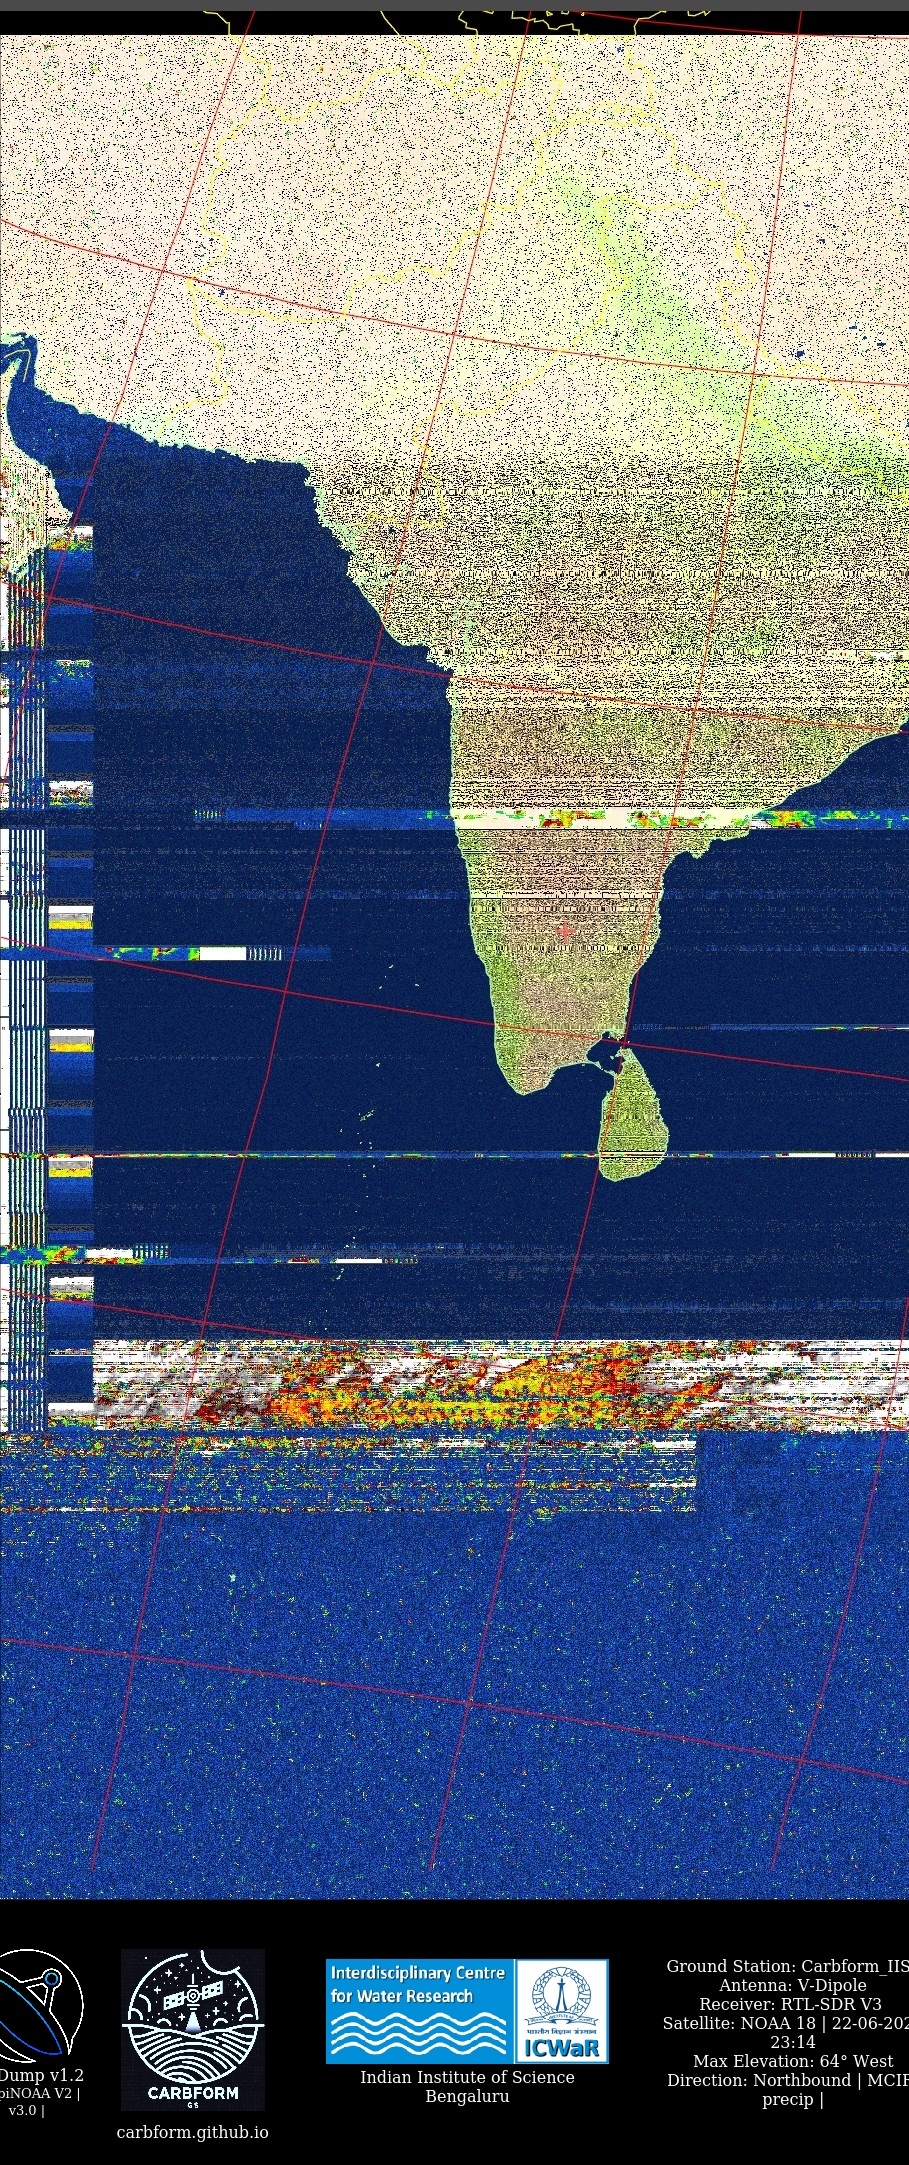 Dump v1.2
piNOAA V2 |
v3.0 |
CARBFORM
GS
carbform.github.io
Interdisciplinary Centre
for Water Research
भारतीय विज्ञान संस्थान
ICWaR
Indian Institute of Science
Bengaluru
Ground Station: Carbform_IIS
Antenna: V-Dipole
Receiver: RTL-SDR V3
Satellite: NOAA 18 | 22-06-202
23:14
Max Elevation: 64° West
Direction: Northbound | MCIR
precip |